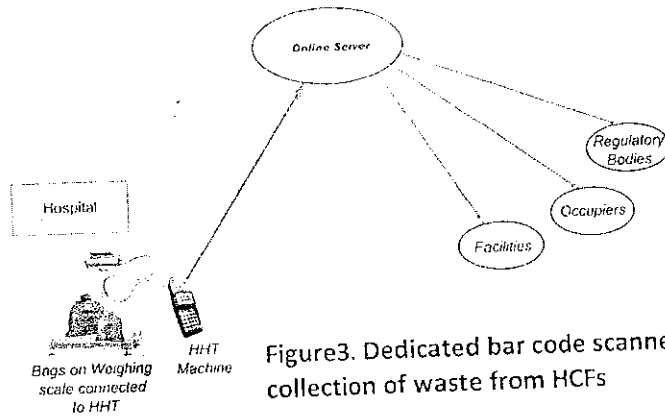 Online Server
Regulatory
Bodies
Occupiers
Facilities
Hospital
Bags on Weighing
scale connected
to HHT
HHT
Machine
Figure3. Dedicated bar code scanne
collection of waste from HCFs